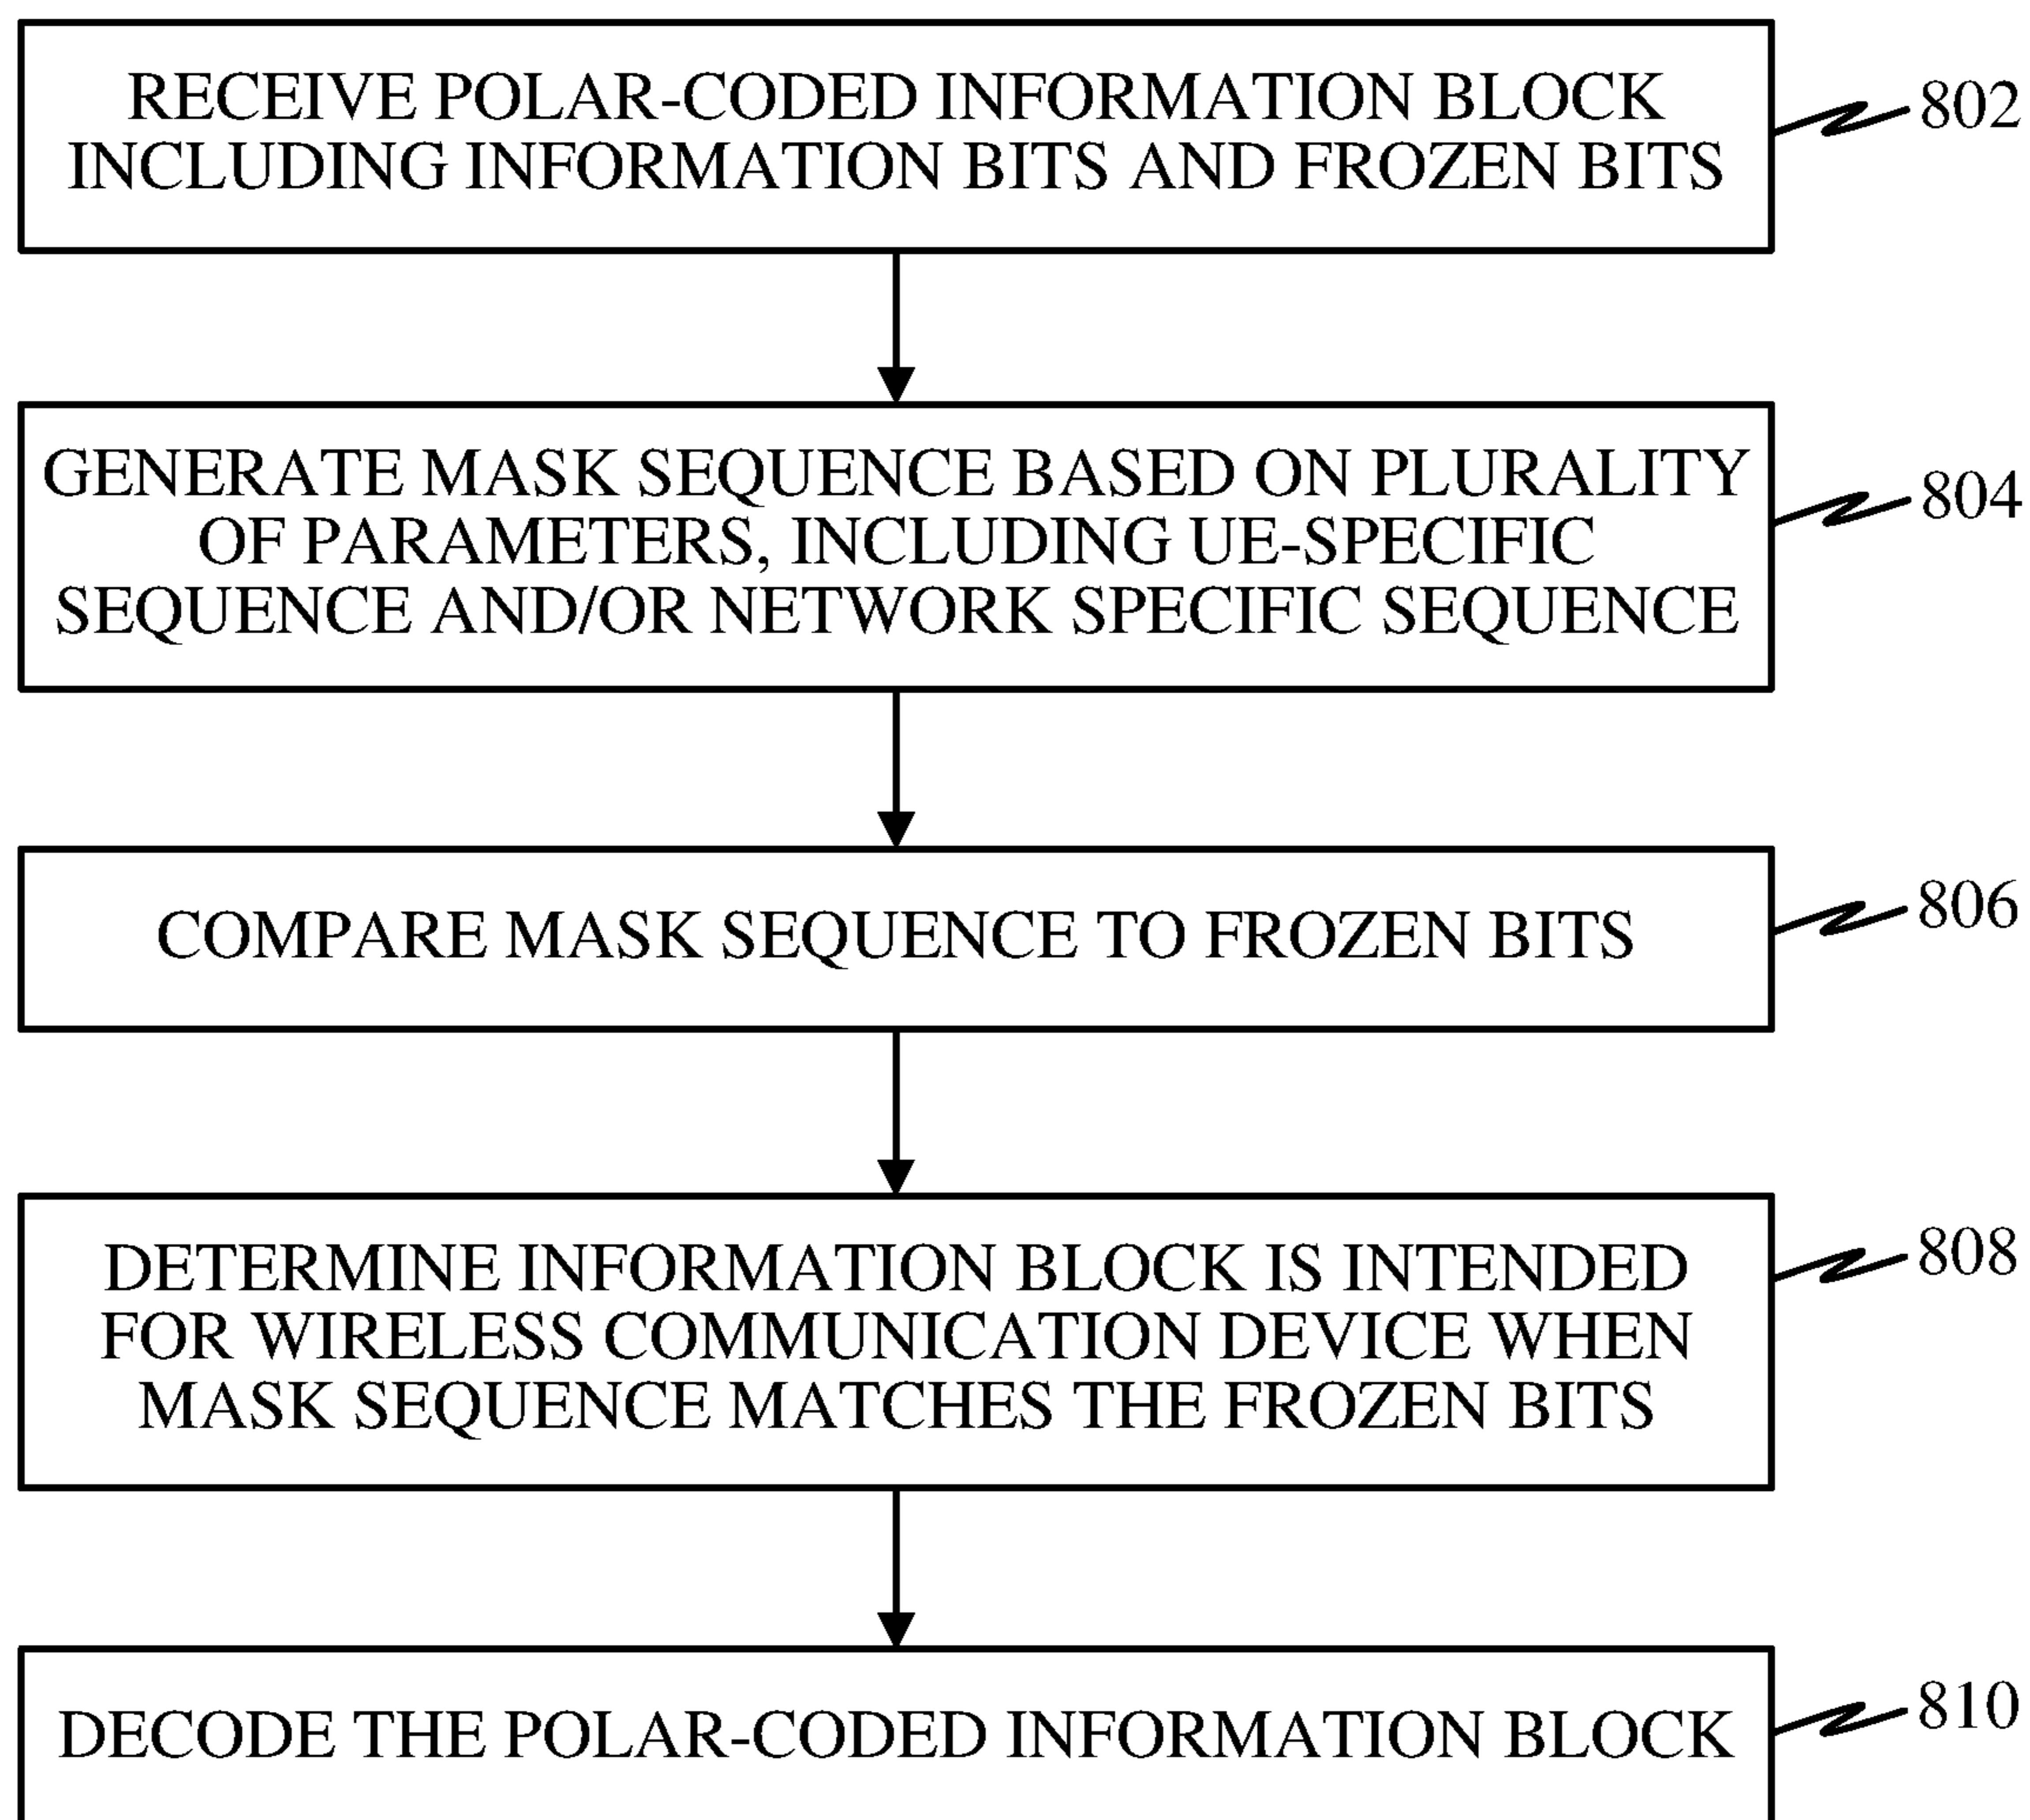 RECEIVE POLAR-CODED INFORMATION BLOCK
INCLUDING INFORMATION BITS AND FROZEN BITS
802
GENERATE MASK SEQUENCE BASED ON PLURALITY
OF PARAMETERS, INCLUDING UE-SPECIFIC
SEQUENCE AND/OR NETWORK SPECIFIC SEQUENCE
804
COMPARE MASK SEQUENCE TO FROZEN BITS
806
DETERMINE INFORMATION BLOCK IS INTENDED
FOR WIRELESS COMMUNICATION DEVICE WHEN
MASK SEQUENCE MATCHES THE FROZEN BITS
808
DECODE THE POLAR-CODED INFORMATION BLOCK
810